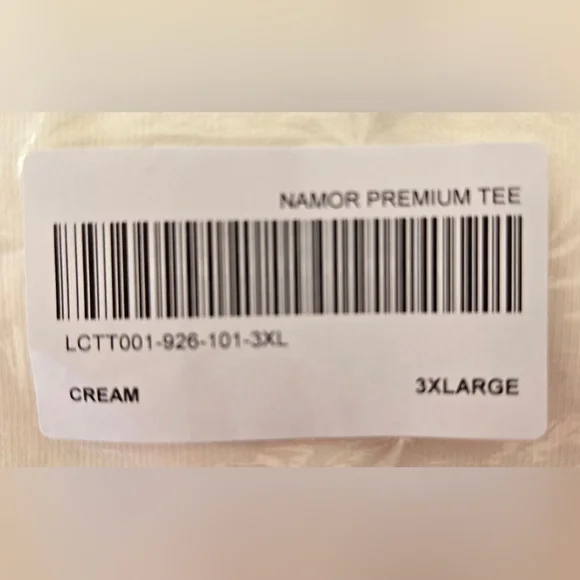 NAMOR PREMIUM TEE
LCTT001-926-101-3XL
CREAM
3XLARGE